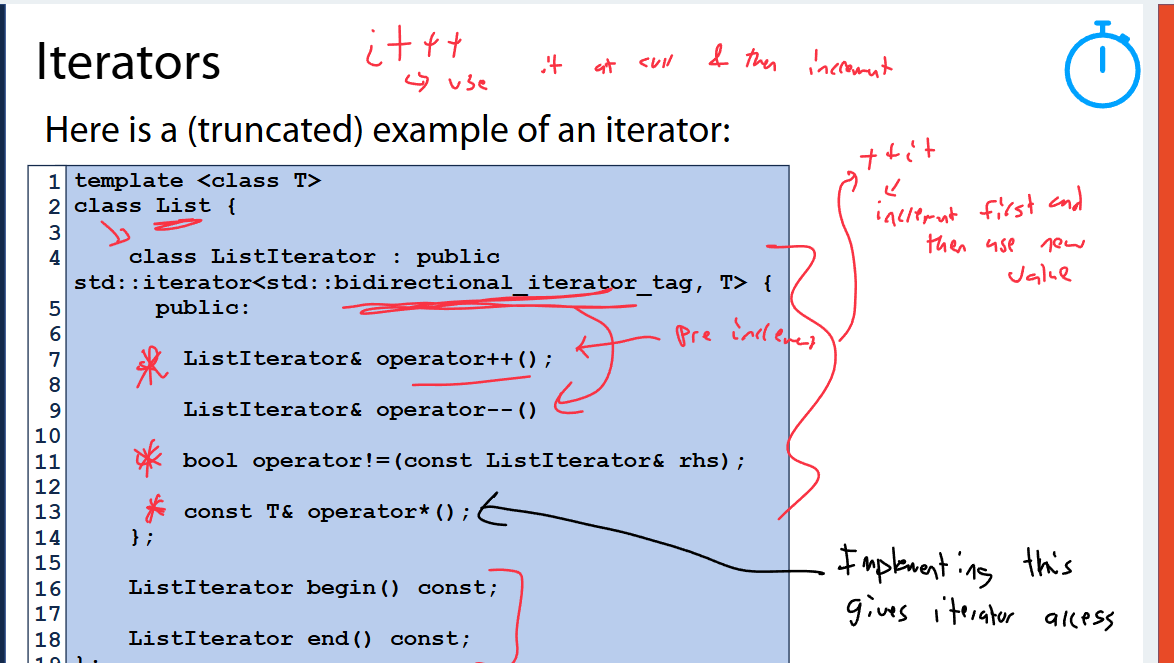 Iterators
i+++
↳ use it at curr & then increment
Here is a (truncated) example of an iterator:
++it
increment first and
then use new
value
1 template <class T>
2 class List {
3
4     class ListIterator : public
std::iterator<std::bidirectional_iterator_tag, T> {
5       public:
6
7         ListIterator& operator++();
8
9         ListIterator& operator--()
10
11         bool operator!=(const ListIterator& rhs);
12
13         const T& operator*();
14     };
15
16     ListIterator begin() const;
17
18     ListIterator end() const;
Pre increment
Implementing this
gives iterator access